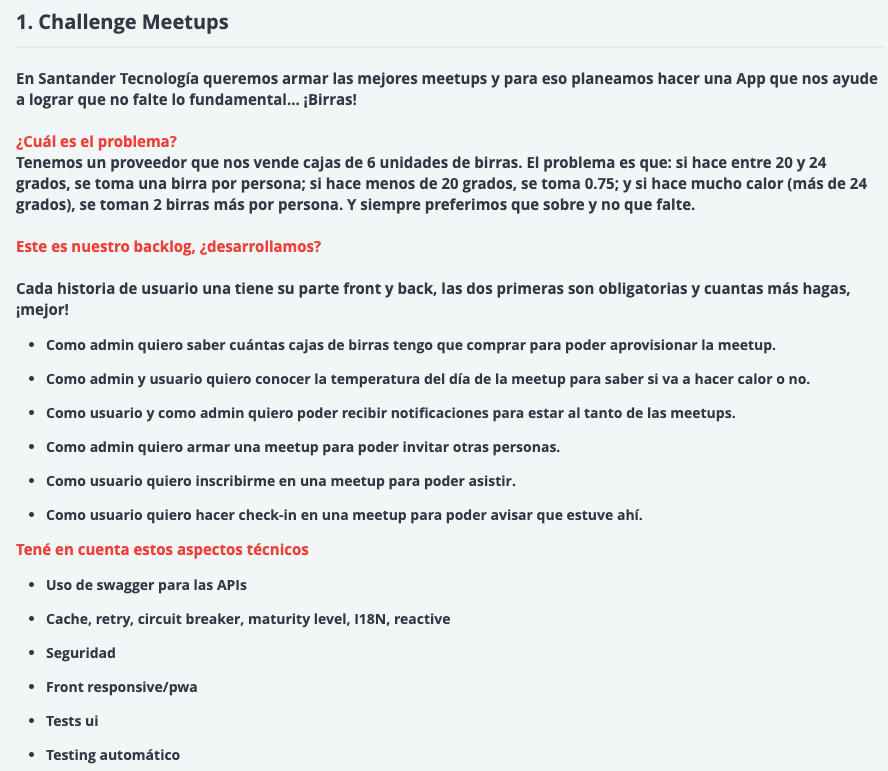 1. Challenge Meetups
En Santander Tecnología queremos armar las mejores meetups y para eso planeamos hacer una App que nos ayude
a lograr que no falte lo fundamental... ¡Birras!
¿Cuál es el problema?
Tenemos un proveedor que nos vende cajas de 6 unidades de birras. El problema es que: si hace entre 20 y 24
grados, se toma una birra por persona; si hace menos de 20 grados, se toma 0.75; y si hace mucho calor (más de 24
grados), se toman 2 birras más por persona. Y siempre preferimos que sobre y no que falte.
Este es nuestro backlog, ¿desarrollamos?
Cada historia de usuario una tiene su parte front y back, las dos primeras son obligatorias y cuantas más hagas,
¡mejor!
• Como admin quiero saber cuántas cajas de birras tengo que comprar para poder aprovisionar la meetup.
• Como admin y usuario quiero conocer la temperatura del día de la meetup para saber si va a hacer calor o no.
• Como usuario y como admin quiero poder recibir notificaciones para estar al tanto de las meetups.
• Como admin quiero armar una meetup para poder invitar otras personas.
• Como usuario quiero inscribirme en una meetup para poder asistir.
• Como usuario quiero hacer check-in en una meetup para poder avisar que estuve ahí.
Tené en cuenta estos aspectos técnicos
• Uso de swagger para las APIs
• Cache, retry, circuit breaker, maturity level, I18N, reactive
• Seguridad
• Front responsive/pwa
• Tests ui
• Testing automático